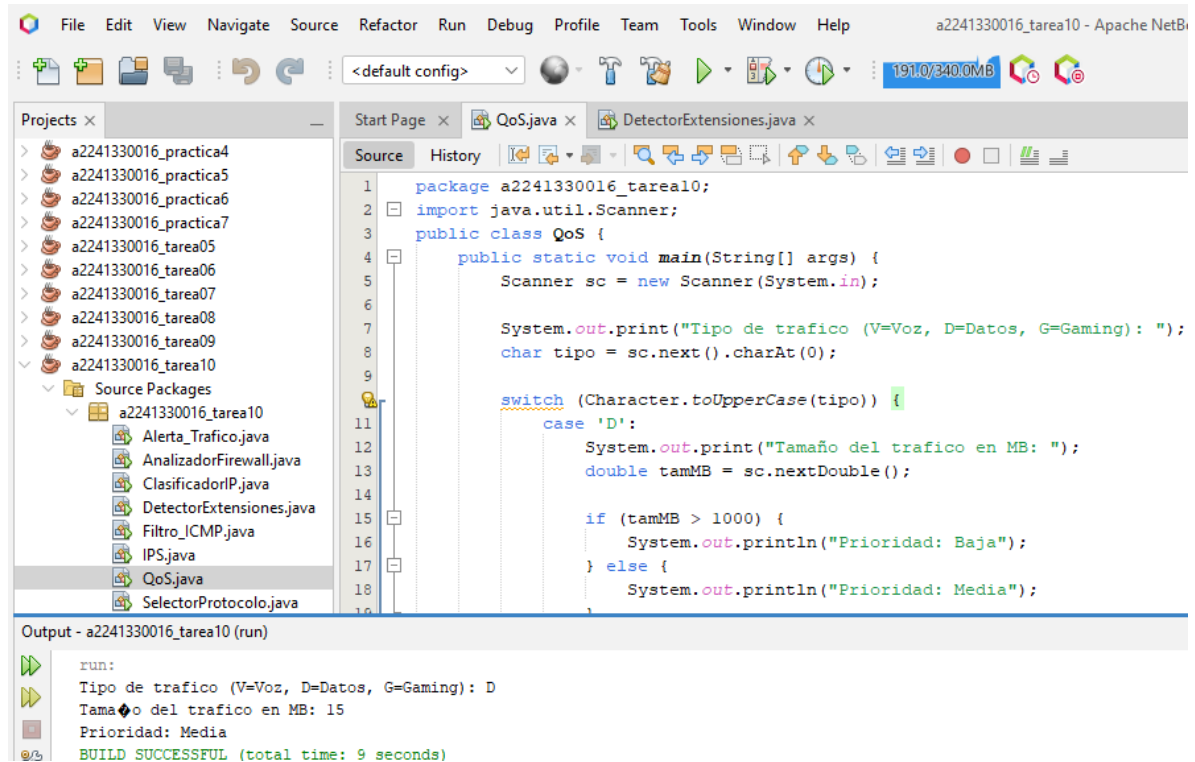 File Edit View Navigate Source Refactor Run Debug Profile Team Tools Window Help a2241330016_tarea10 - Apache NetBe
<default config> 191.0/340.0MB
Projects
a2241330016_practica4
a2241330016_practica5
a2241330016_practica6
a2241330016_practica7
a2241330016_tarea05
a2241330016_tarea06
a2241330016_tarea07
a2241330016_tarea08
a2241330016_tarea09
a2241330016_tarea10
Source Packages
a2241330016_tarea10
Alerta_Trafico.java
AnalizadorFirewall.java
ClasificadorIP.java
DetectorExtensiones.java
Filtro_ICMP.java
IPS.java
QoS.java
SelectorProtocolo.java
Start Page QoS.java DetectorExtensiones.java
Source History
1 package a2241330016_tarea10;
2 import java.util.Scanner;
3 public class QoS {
4 public static void main(String[] args) {
5 Scanner sc = new Scanner(System.in);
6
7 System.out.print("Tipo de trafico (V=Voz, D=Datos, G=Gaming): ");
8 char tipo = sc.next().charAt(0);
9
switch (Character.toUpperCase(tipo)) {
11 case 'D':
12 System.out.print("Tamaño del trafico en MB: ");
13 double tamMB = sc.nextDouble();
14
15 if (tamMB > 1000) {
16 System.out.println("Prioridad: Baja");
17 } else {
18 System.out.println("Prioridad: Media");
19 }
Output - a2241330016_tarea10 (run)
run:
Tipo de trafico (V=Voz, D=Datos, G=Gaming): D
Tama�o del trafico en MB: 15
Prioridad: Media
BUILD SUCCESSFUL (total time: 9 seconds)